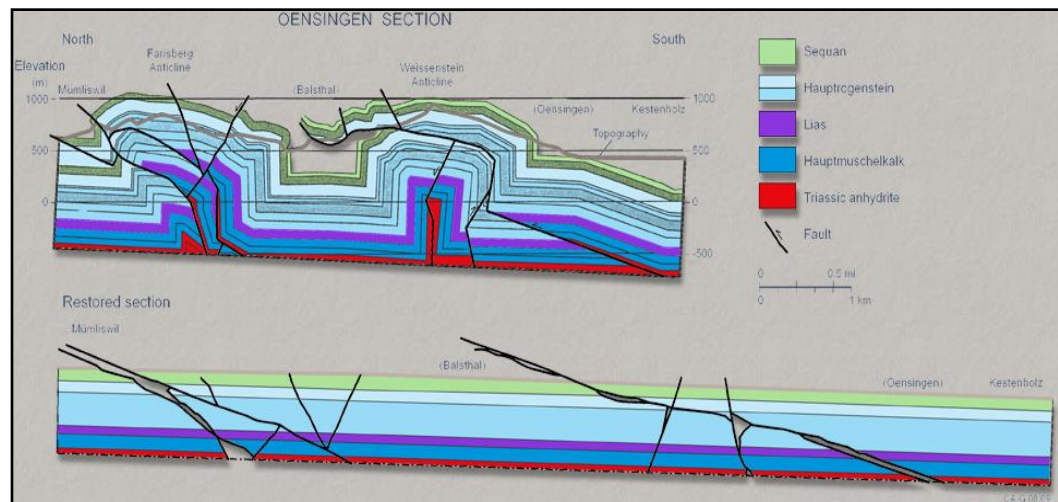 OENSINGEN SECTION
North
South
Elevation
(m)
Farisberg
Anticline
Mümliswil
(Balsthal)
Weissenstein
Anticline
(Oensingen)
Kestenholz
1000
1000
500
500
0
0
-500
Topography
Sequan
Hauptrogenstein
Lias
Hauptmuschelkalk
Triassic anhydrite
Fault
0
0.5 mi
0
1 km
Restored section
Mümliswil
(Balsthal)
(Oensingen)
Kestenholz